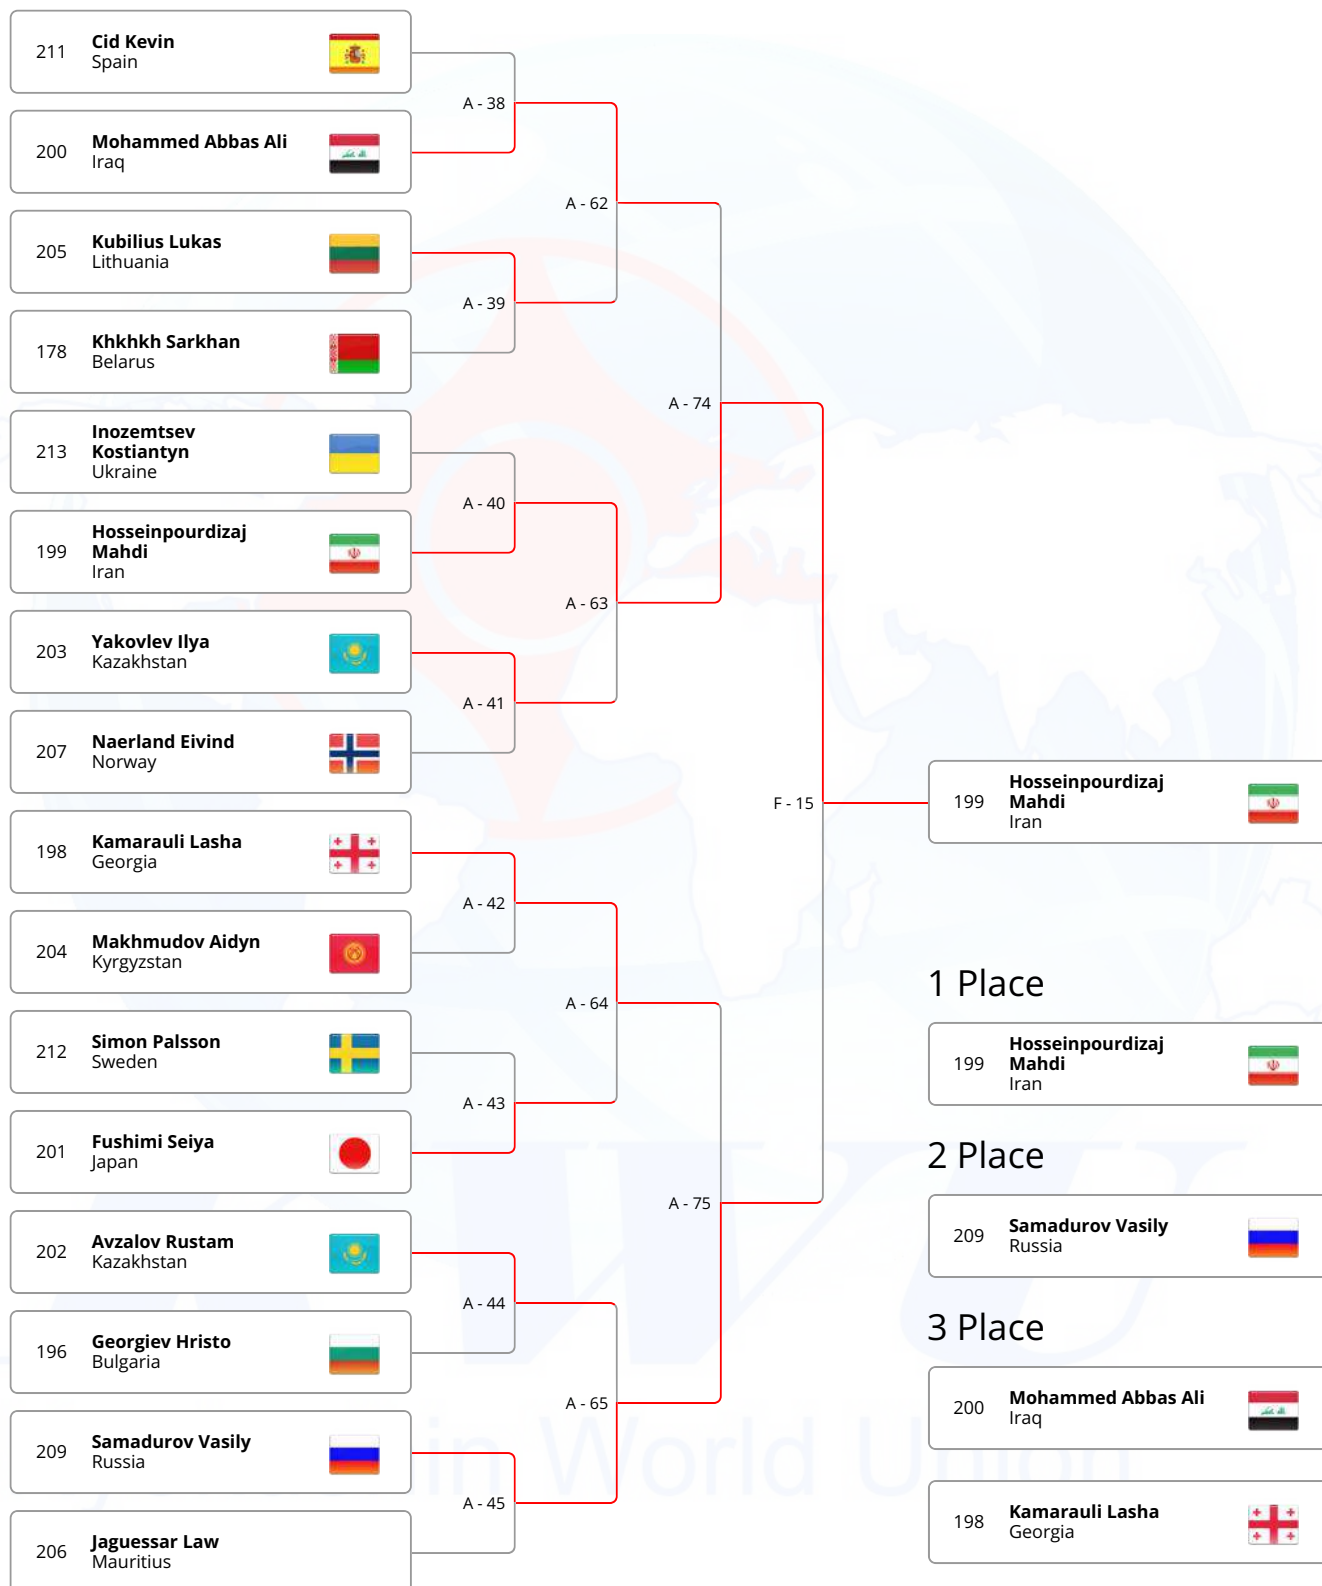 211
Cid Kevin
Spain
200
Mohammed Abbas Ali
Iraq
205
Kubilius Lukas
Lithuania
178
Khkhkh Sarkhan
Belarus
213
Inozemtsev
Kostiantyn
Ukraine
199
Hosseinpourdizaj
Mahdi
Iran
203
Yakovlev Ilya
Kazakhstan
207
Naerland Eivind
Norway
198
Kamarauli Lasha
Georgia
204
Makhmudov Aidyn
Kyrgyzstan
212
Simon Palsson
Sweden
201
Fushimi Seiya
Japan
202
Avzalov Rustam
Kazakhstan
196
Georgiev Hristo
Bulgaria
209
Samadurov Vasily
Russia
206
Jaguessar Law
Mauritius
A - 38
A - 39
A - 40
A - 41
A - 42
A - 43
A - 44
A - 45
A - 62
A - 63
A - 64
A - 65
A - 74
A - 75
F - 15
199
Hosseinpourdizaj
Mahdi
Iran
1 Place
199
Hosseinpourdizaj
Mahdi
Iran
2 Place
209
Samadurov Vasily
Russia
3 Place
200
Mohammed Abbas Ali
Iraq
198
Kamarauli Lasha
Georgia
World Union